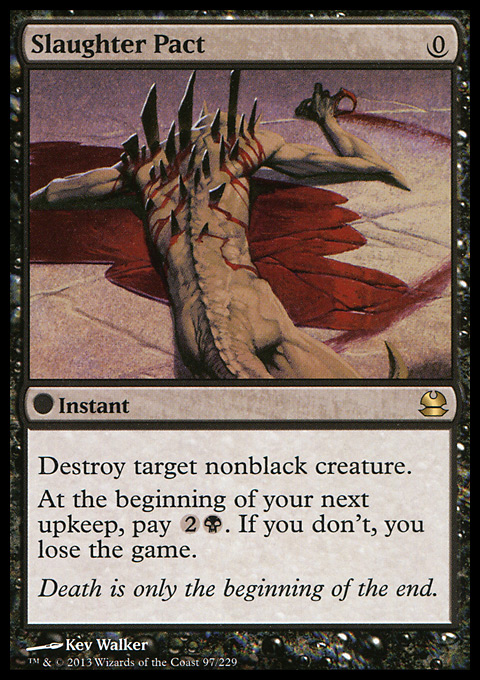 Slaughter Pact 0
Instant
Destroy target nonblack creature.
At the beginning of your next
upkeep, pay 2. If you don't, you
lose the game.
Death is only the beginning of the end.
Kev Walker
™ & © 2013 Wizards of the Coast 97/229